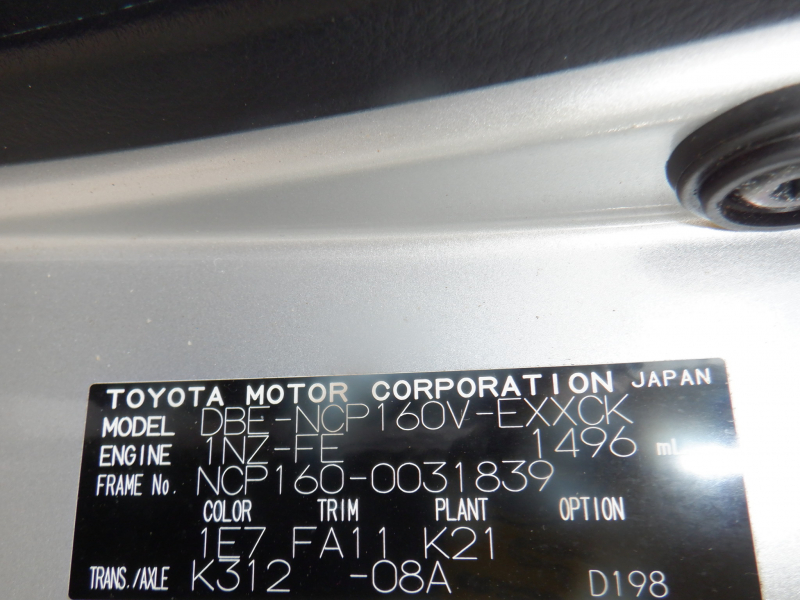 TOYOTA MOTOR CORPORATION JAPAN
MODEL DBE-NCP160V-EXXCK
ENGINE 1NZ-FE 1496 mL
FRAME No. NCP160-0031839
COLOR TRIM PLANT OPTION
1E7 FA11 K21
TRANS./AXLE K312 -08A D198